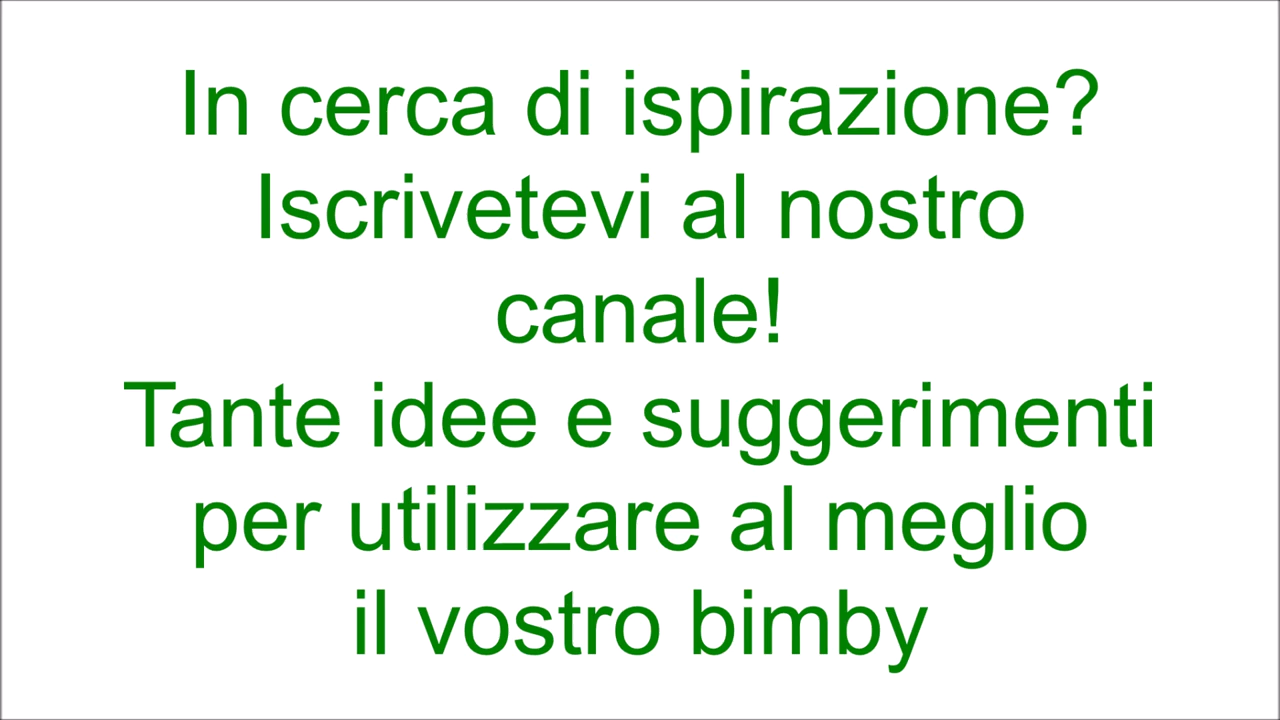 In cerca di ispirazione?
Iscrivetevi al nostro
canale!
Tante idee e suggerimenti
per utilizzare al meglio
il vostro bimby